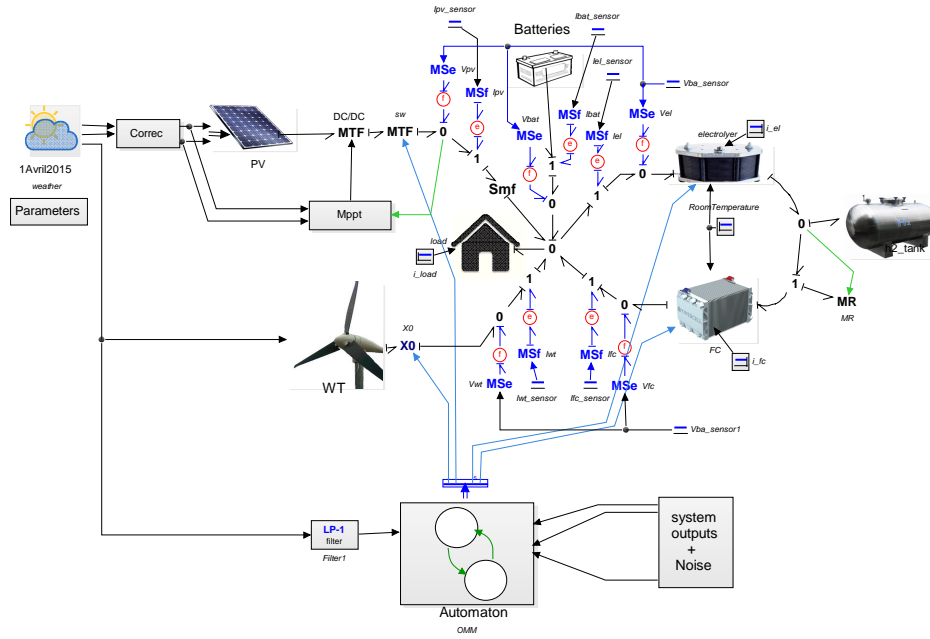 Ipv_sensor
Ibat_sensor
Batteries
Iel_sensor
MSe
Vpv
MSf
Ipv
Vba_sensor
f
e
MSf
Ibat
MSe
Vel
Vbat
MSe
MSf
Iel
DC/DC
sw
MTF
MTF
0
e
e
f
electrolyer
i_el
Correc
PV
1Avril2015
weather
1
1
f
0
Smf
0
1
Parameters
Mppt
RoomTemperature
load
0
0
h2_tank
i_load
1
1
1
MR
MR
0
e
e
0
X0
X0
f
f
FC
i_fc
MSf
Iwt
MSf
Ifc
WT
Vwt
MSe
MSe
Vfc
Iwt_sensor
Ifc_sensor
Vba_sensor1
LP-1
filter
Filter1
system
outputs
+
Noise
Automaton
OMM